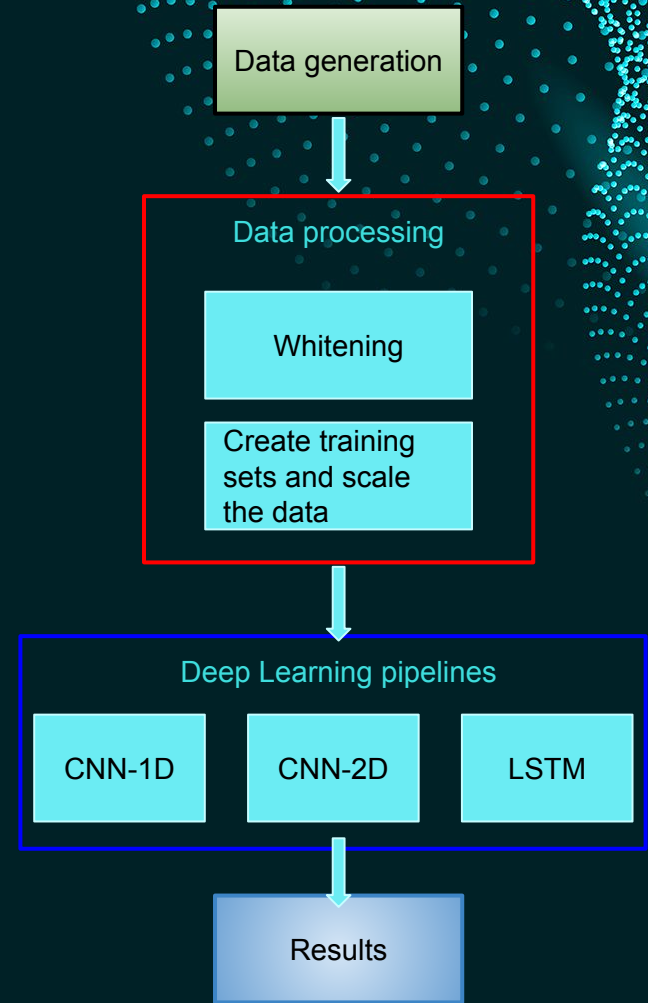 Data generation
Data processing
Whitening
Create training
sets and scale
the data
Deep Learning pipelines
CNN-1D
CNN-2D
LSTM
Results